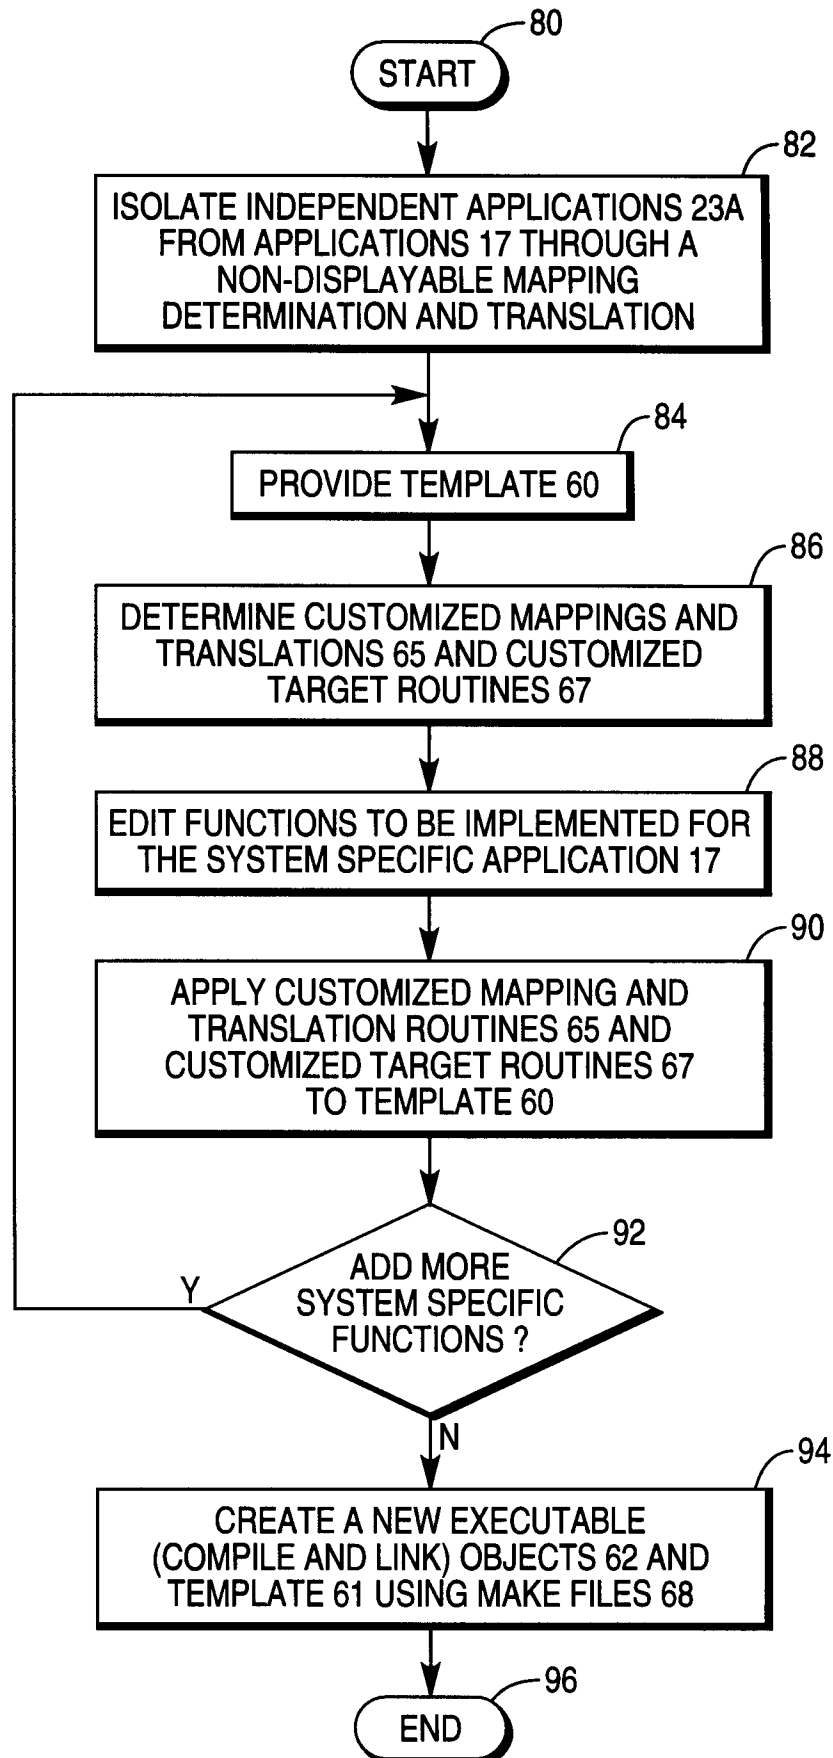 80
START
82
ISOLATE INDEPENDENT APPLICATIONS 23A
FROM APPLICATIONS 17 THROUGH A
NON-DISPLAYABLE MAPPING
DETERMINATION AND TRANSLATION
84
PROVIDE TEMPLATE 60
86
DETERMINE CUSTOMIZED MAPPINGS AND
TRANSLATIONS 65 AND CUSTOMIZED
TARGET ROUTINES 67
88
EDIT FUNCTIONS TO BE IMPLEMENTED FOR
THE SYSTEM SPECIFIC APPLICATION 17
90
APPLY CUSTOMIZED MAPPING AND
TRANSLATION ROUTINES 65 AND
CUSTOMIZED TARGET ROUTINES 67
TO TEMPLATE 60
92
ADD MORE
SYSTEM SPECIFIC
FUNCTIONS ?
Y
N
94
CREATE A NEW EXECUTABLE
(COMPILE AND LINK) OBJECTS 62 AND
TEMPLATE 61 USING MAKE FILES 68
96
END